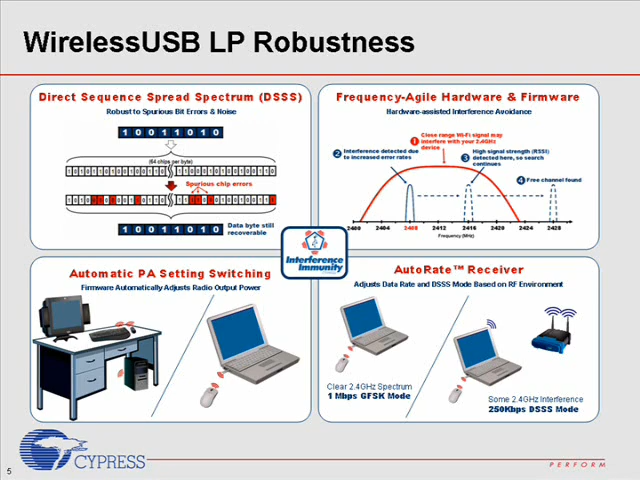 WirelessUSB LP Robustness
Direct Sequence Spread Spectrum (DSSS)
Robust to Spurious Bit Errors & Noise
1 0 0 1 1 0 1 0
(64 chips per byte)
Spurious chip errors
1 0 0 1 1 0 1 0
Data byte still
recoverable
Frequency-Agile Hardware & Firmware
Hardware-assisted Interference Avoidance
1 Close range Wi-Fi signal may
interfere with your 2.4GHz
device
2 Interference detected due
to increased error rates
3 High signal strength (RSSI)
detected here, so search
continues
4 Free channel found
2400 2404 2408 2412 2416 2420 2424 2428
Frequency (MHz)
Interference
Immunity
Automatic PA Setting Switching
Firmware Automatically Adjusts Radio Output Power
AutoRate™ Receiver
Adjusts Data Rate and DSSS Mode Based on RF Environment
Clear 2.4GHz Spectrum
1 Mbps GFSK Mode
Some 2.4GHz Interference
250Kbps DSSS Mode
CYPRESS
PERFORM
5